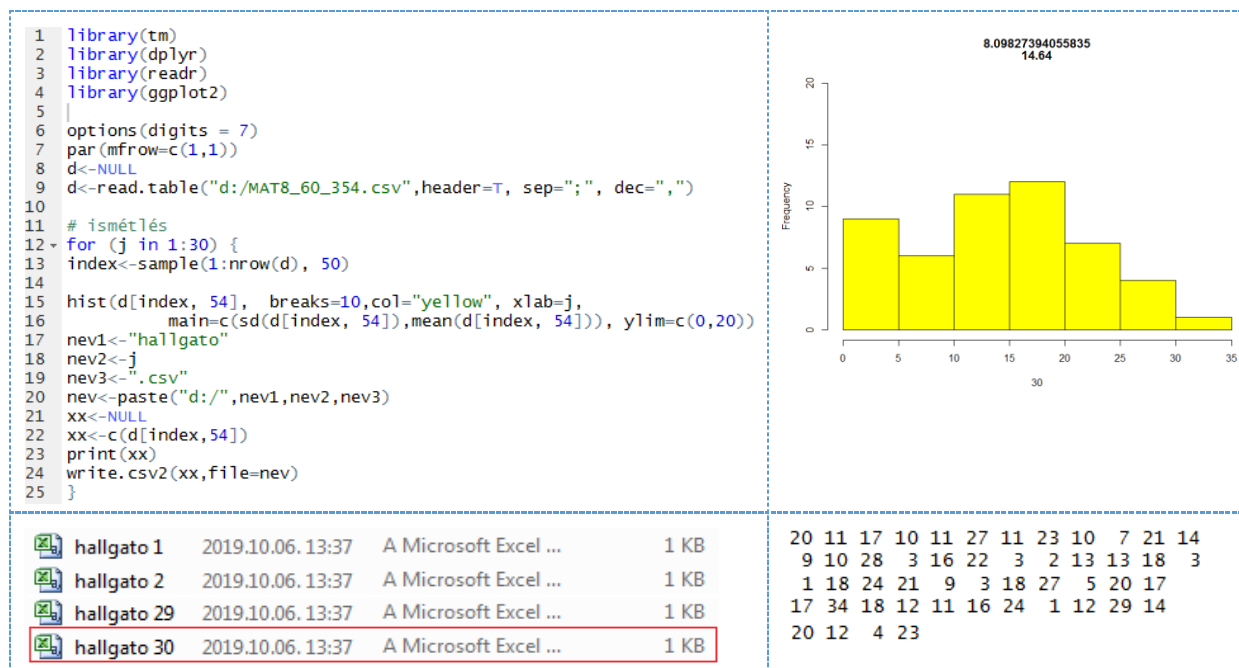 1 library(tm)
2 library(dplyr)
3 library(readr)
4 library(ggplot2)
5
6 options(digits = 7)
7 par(mfrow=c(1,1))
8 d<-NULL
9 d<-read.table("d:/MAT8_60_354.csv",header=T, sep=";", dec=",")
10
11 # ismétlés
12 for (j in 1:30) {
13 index<-sample(1:nrow(d), 50)
14
15 hist(d[index, 54],  breaks=10,col="yellow", xlab=j,
16 main=c(sd(d[index, 54]),mean(d[index, 54])), ylim=c(0,20))
17 nev1<-"hallgato"
18 nev2<-j
19 nev3<-".csv"
20 nev<-paste("d:/",nev1,nev2,nev3)
21 xx<-NULL
22 xx<-c(d[index,54])
23 print(xx)
24 write.csv2(xx,file=nev)
25 }
8.09827394055835
14.64
20
15
10
5
0
Frequency
0 5 10 15 20 25 30 35
30
hallgato 1 2019.10.06. 13:37 A Microsoft Excel ... 1 KB
hallgato 2 2019.10.06. 13:37 A Microsoft Excel ... 1 KB
hallgato 29 2019.10.06. 13:37 A Microsoft Excel ... 1 KB
hallgato 30 2019.10.06. 13:37 A Microsoft Excel ... 1 KB
20 11 17 10 11 27 11 23 10 7 21 14
9 10 28 3 16 22 3 2 13 13 18 3
1 18 24 21 9 3 18 27 5 20 17
17 34 18 12 11 16 24 1 12 29 14
20 12 4 23